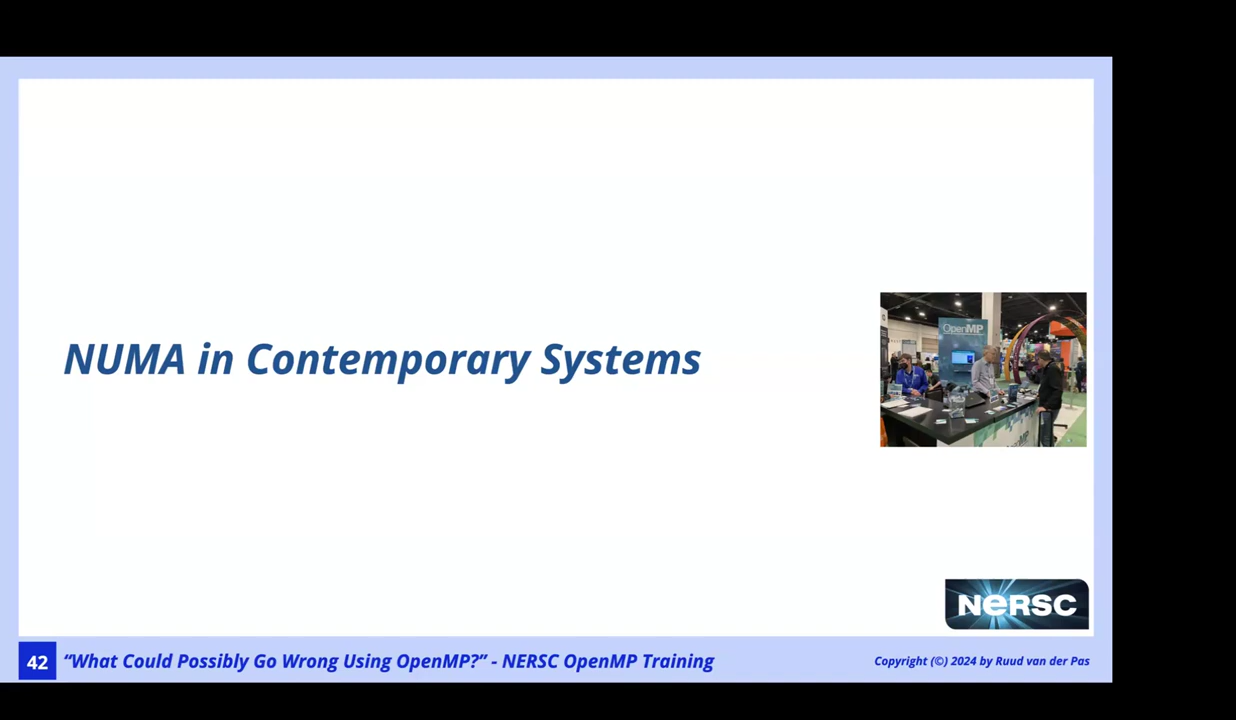 NUMA in Contemporary Systems
OpenMP
NERSC
42
“What Could Possibly Go Wrong Using OpenMP?” - NERSC OpenMP Training
Copyright (©) 2024 by Ruud van der Pas